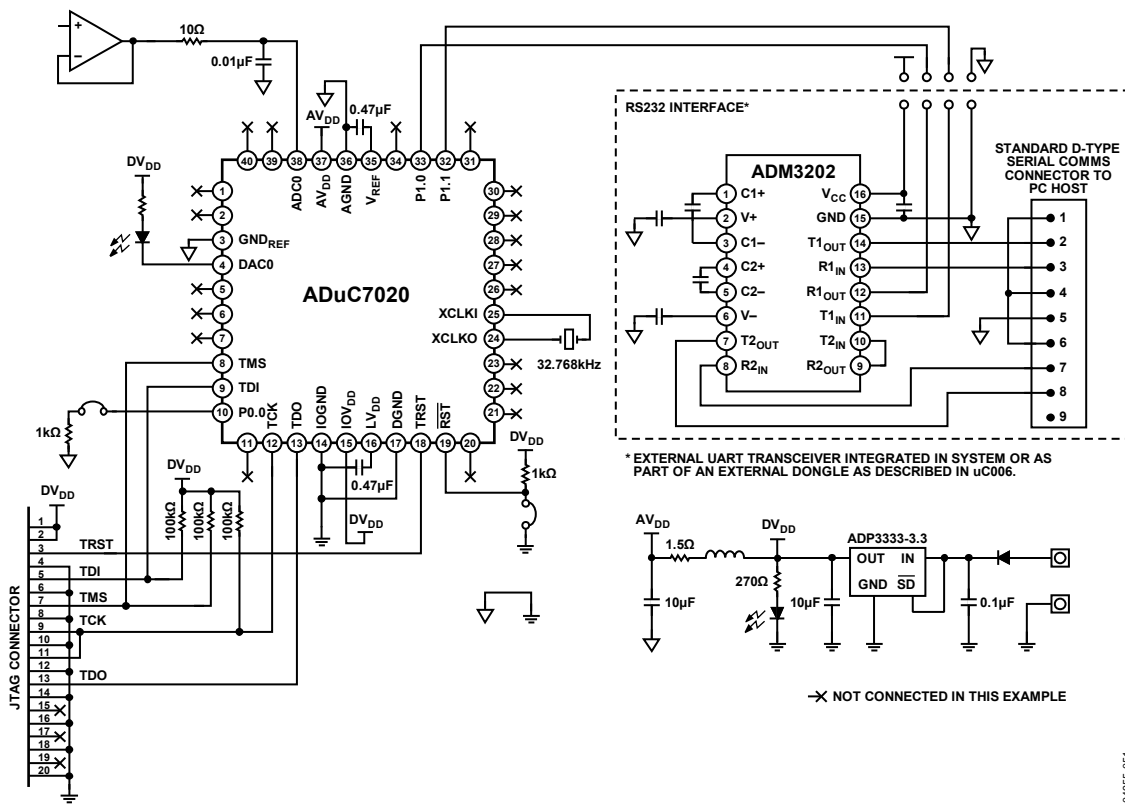 10Ω
0.01µF
0.47µF
AVDD
DVDD
40 39 38 37 36 35 34 33 32 31
ADC0 AVDD AGND VREF P1.0 P1.1
1
2
3 GNDREF
4 DAC0
5
6
7
8 TMS
9 TDI
10 P0.0
ADuC7020
30
29
28
27
26
XCLKI 25
XCLKO 24
23
22
21
32.768kHz
TCK TDO IOGND IOVDD LVDD DGND TRST RST
11 12 13 14 15 16 17 18 19 20
1kΩ
0.47µF
DVDD
DVDD
1kΩ
DVDD
100kΩ
100kΩ
100kΩ
DVDD
JTAG CONNECTOR
1
2
3 TRST
4
5 TDI
6
7 TMS
8
9 TCK
10
11
12
13 TDO
14
15
16
17
18
19
20
RS232 INTERFACE*
ADM3202
1 C1+
2 V+
3 C1–
4 C2+
5 C2–
6 V–
7 T2OUT
8 R2IN
VCC 16
GND 15
T1OUT 14
R1IN 13
R1OUT 12
T1IN 11
T2IN 10
R2OUT 9
STANDARD D-TYPE
SERIAL COMMS
CONNECTOR TO
PC HOST
1
2
3
4
5
6
7
8
9
* EXTERNAL UART TRANSCEIVER INTEGRATED IN SYSTEM OR AS
PART OF AN EXTERNAL DONGLE AS DESCRIBED IN uC006.
AVDD
1.5Ω
DVDD
ADP3333-3.3
OUT IN
GND SD
270Ω
10µF
10µF
0.1µF
NOT CONNECTED IN THIS EXAMPLE